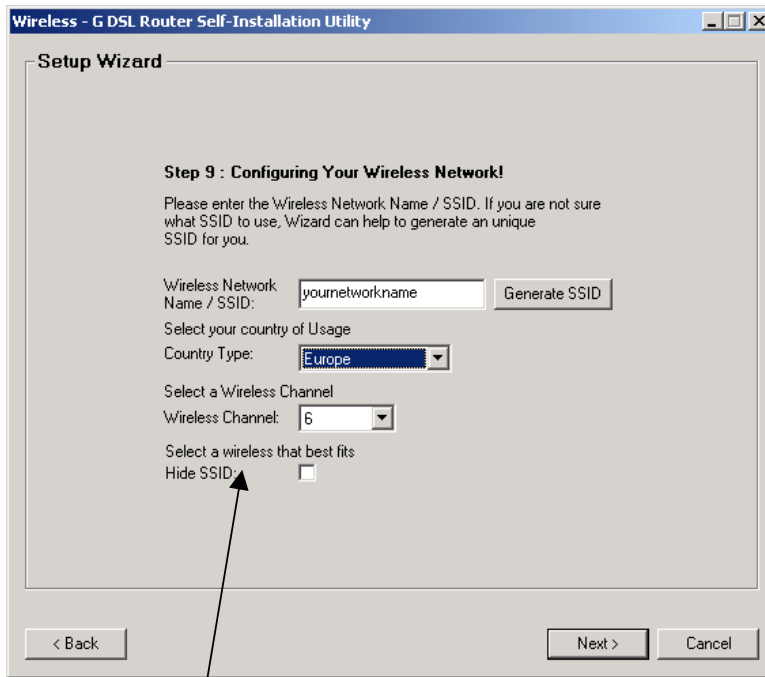 Wireless - G DSL Router Self-Installation Utility
Setup Wizard
Step 9 : Configuring Your Wireless Network!
Please enter the Wireless Network Name / SSID. If you are not sure
what SSID to use, Wizard can help to generate an unique
SSID for you.
Wireless Network
Name / SSID:
yournetworkname
Generate SSID
Select your country of Usage
Country Type:
Europe
Select a Wireless Channel
Wireless Channel:
6
Select a wireless that best fits
Hide SSID:
< Back
Next >
Cancel